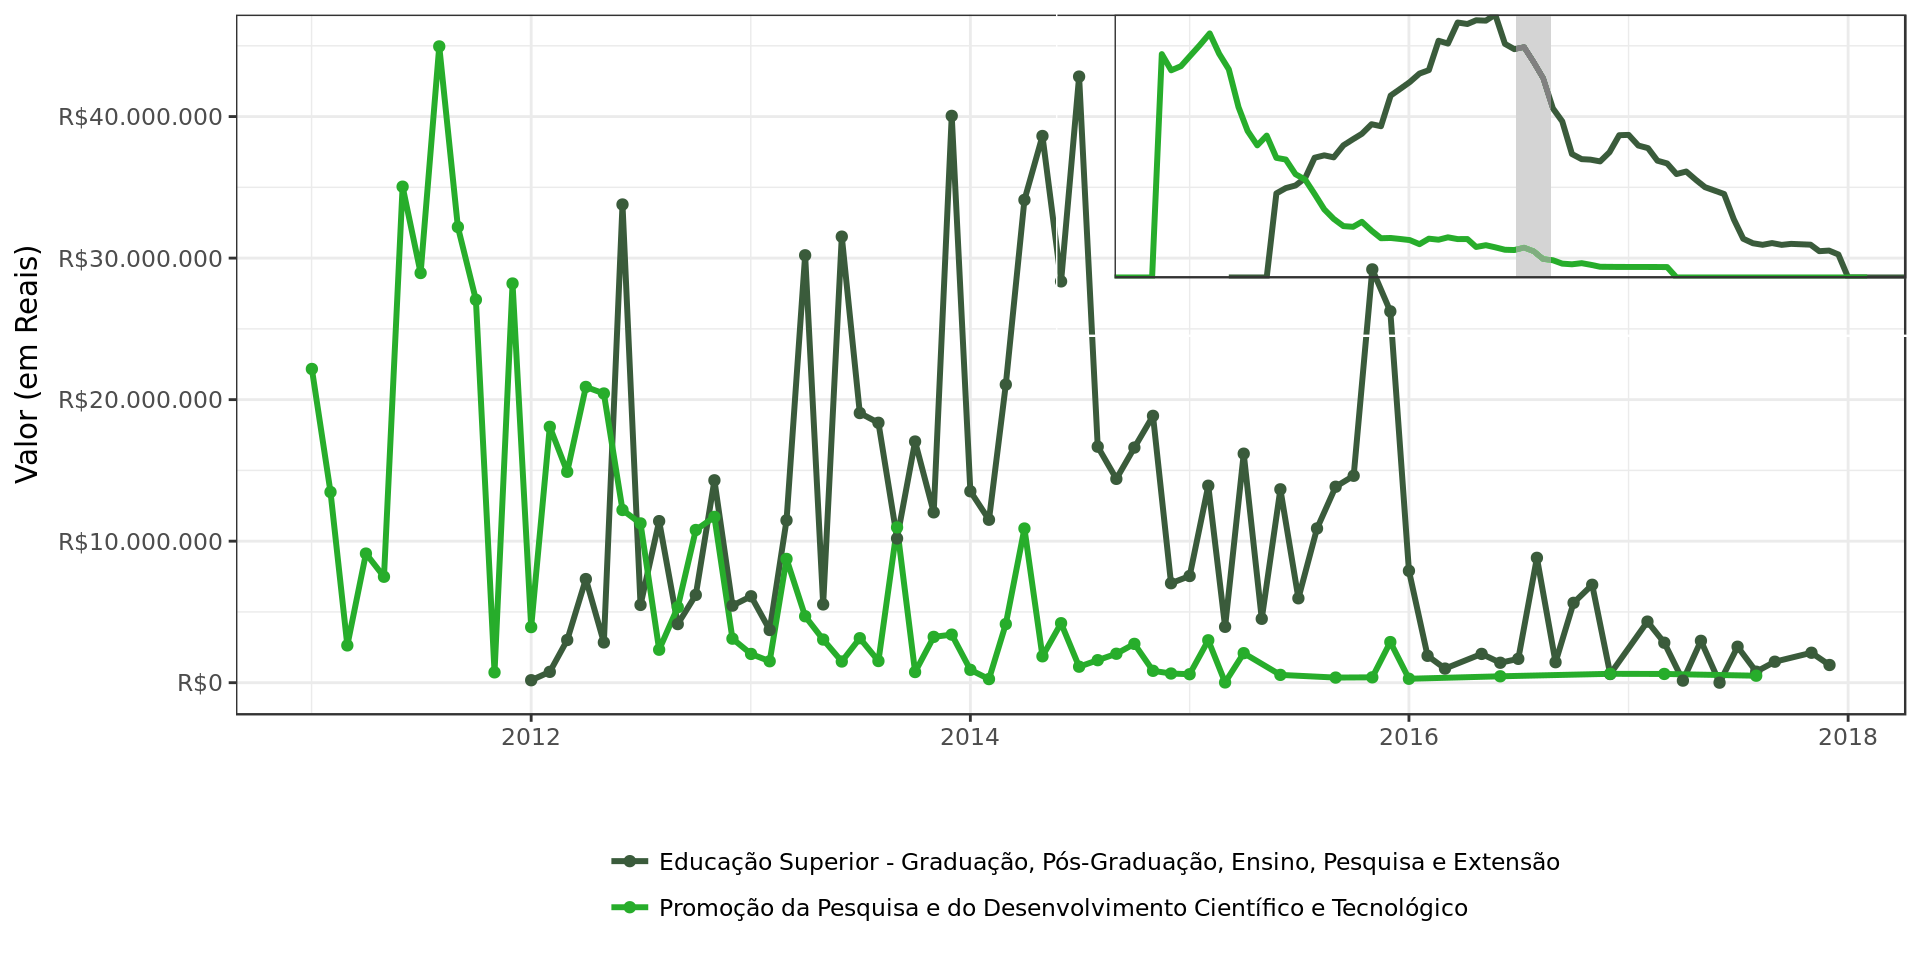 Valor (em Reais)
R$40.000.000
R$30.000.000
R$20.000.000
R$10.000.000
R$0
2012 2014 2016 2018
Educação Superior - Graduação, Pós-Graduação, Ensino, Pesquisa e Extensão
Promoção da Pesquisa e do Desenvolvimento Científico e Tecnológico